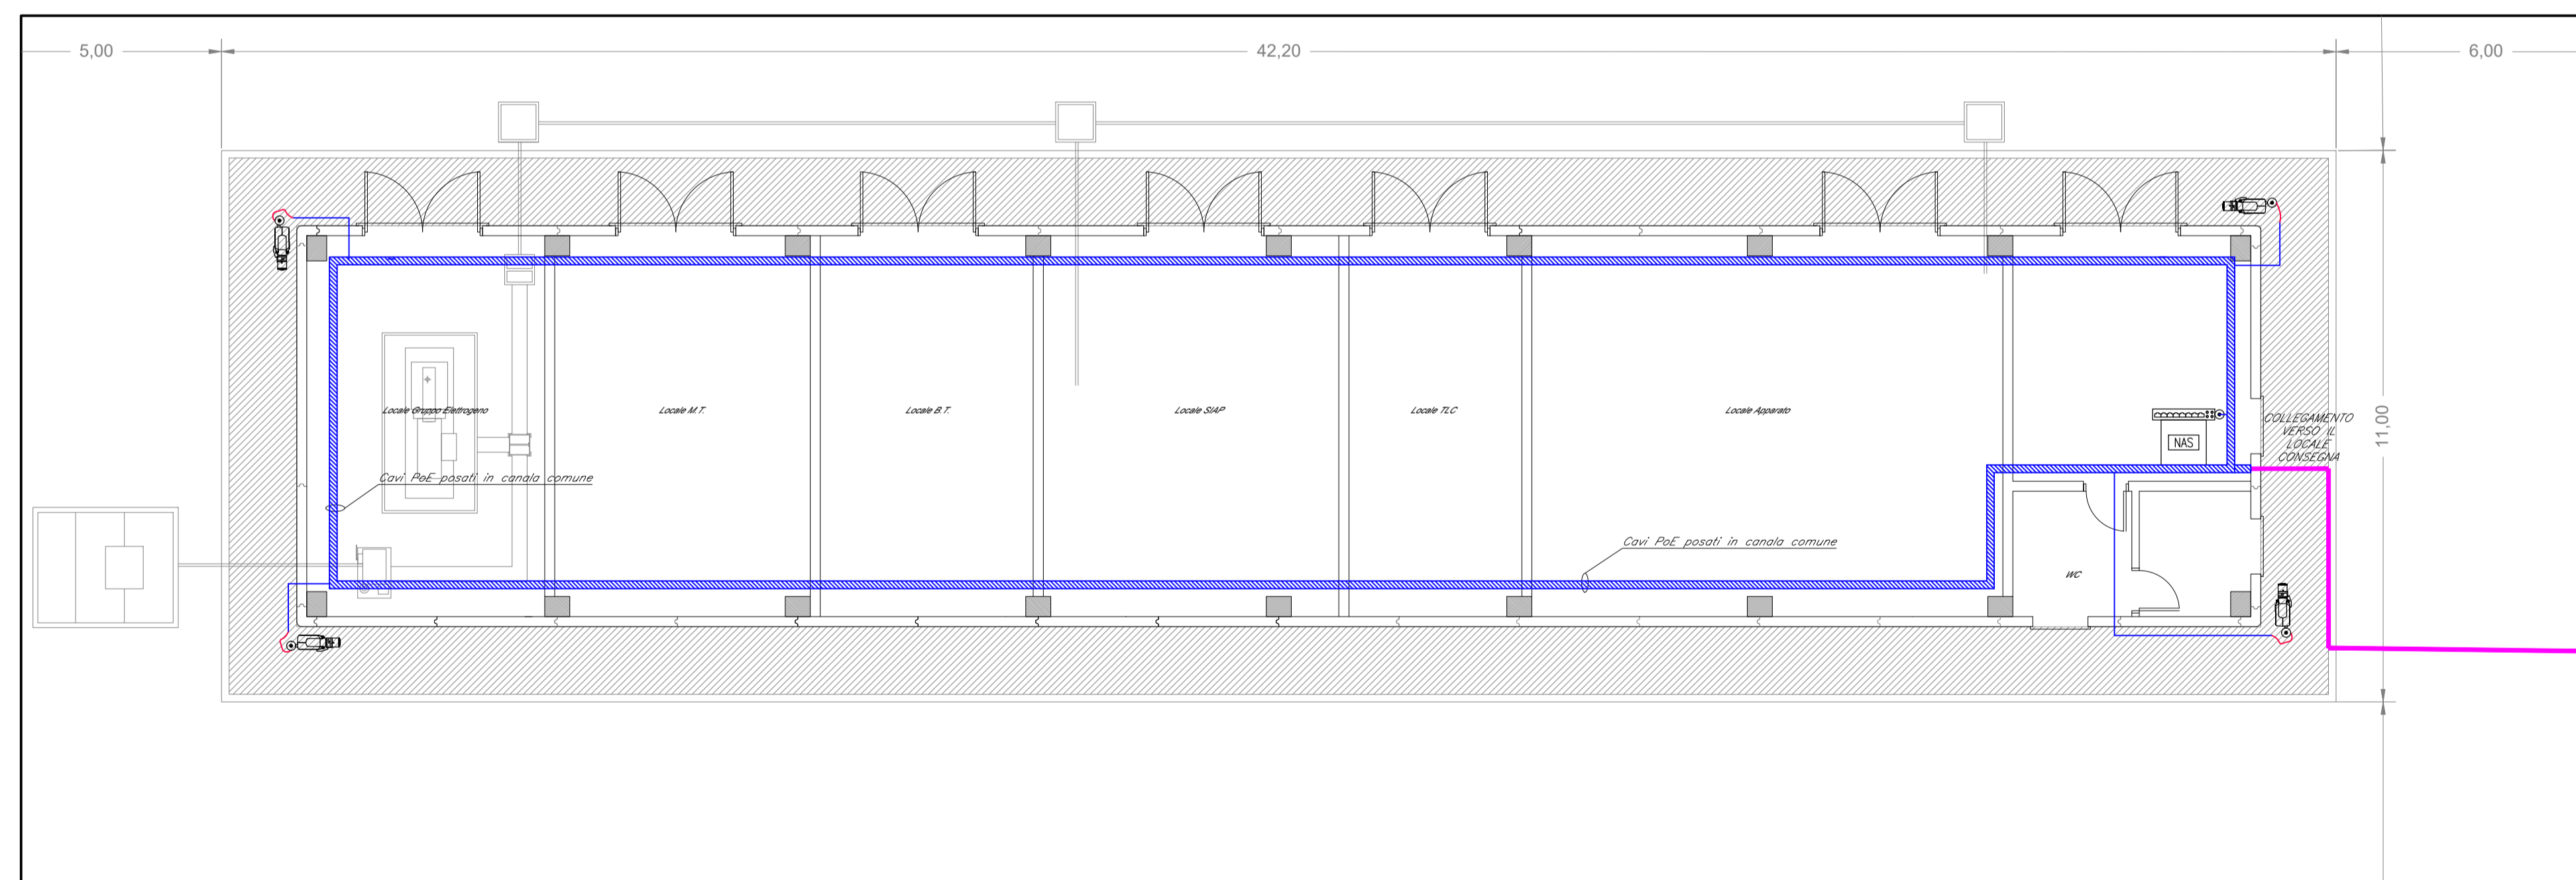 5,00
42,20
6,00
Locale Gruppo Elettrogeno
Locale M.T.
Locale B.T.
Locale SIAP
Locale TLC
Locale Apparato
COLLEGAMENTO
VERSO IL
LOCALE
CONSEGNA
11,00
NAS
Cavi PoE posati in canala comune
Cavi PoE posati in canala comune
WC